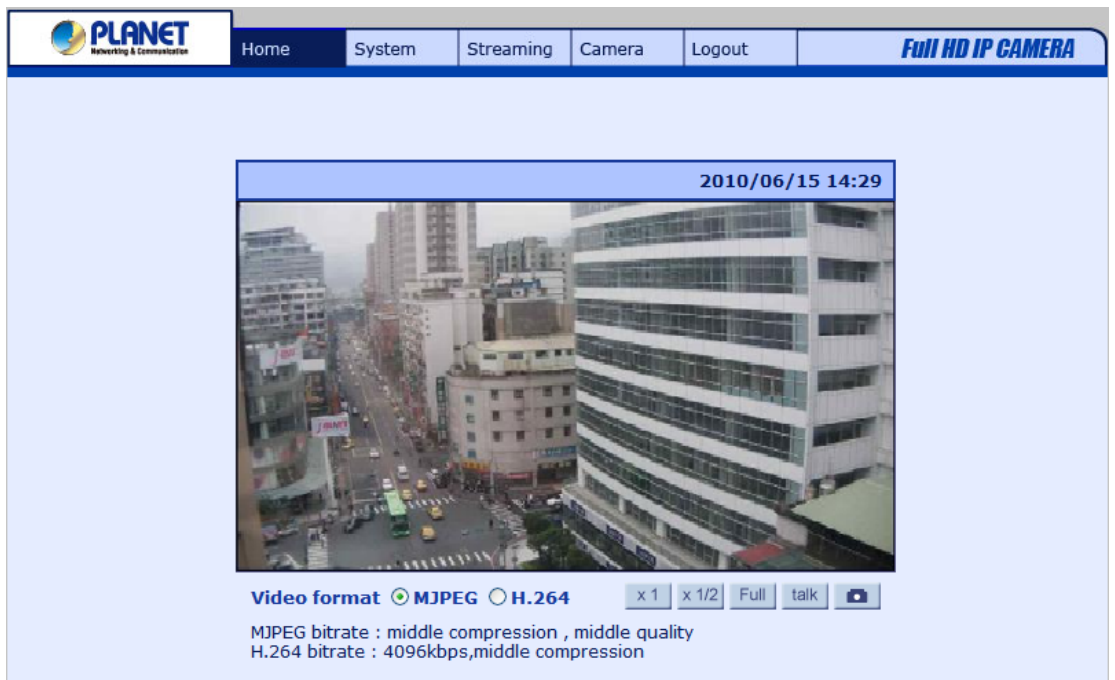 PLANET
Networking & Communication
Home System Streaming Camera Logout Full HD IP CAMERA
2010/06/15 14:29
Video format MJPEG H.264 x 1 x 1/2 Full talk
MJPEG bitrate : middle compression , middle quality
H.264 bitrate : 4096kbps,middle compression